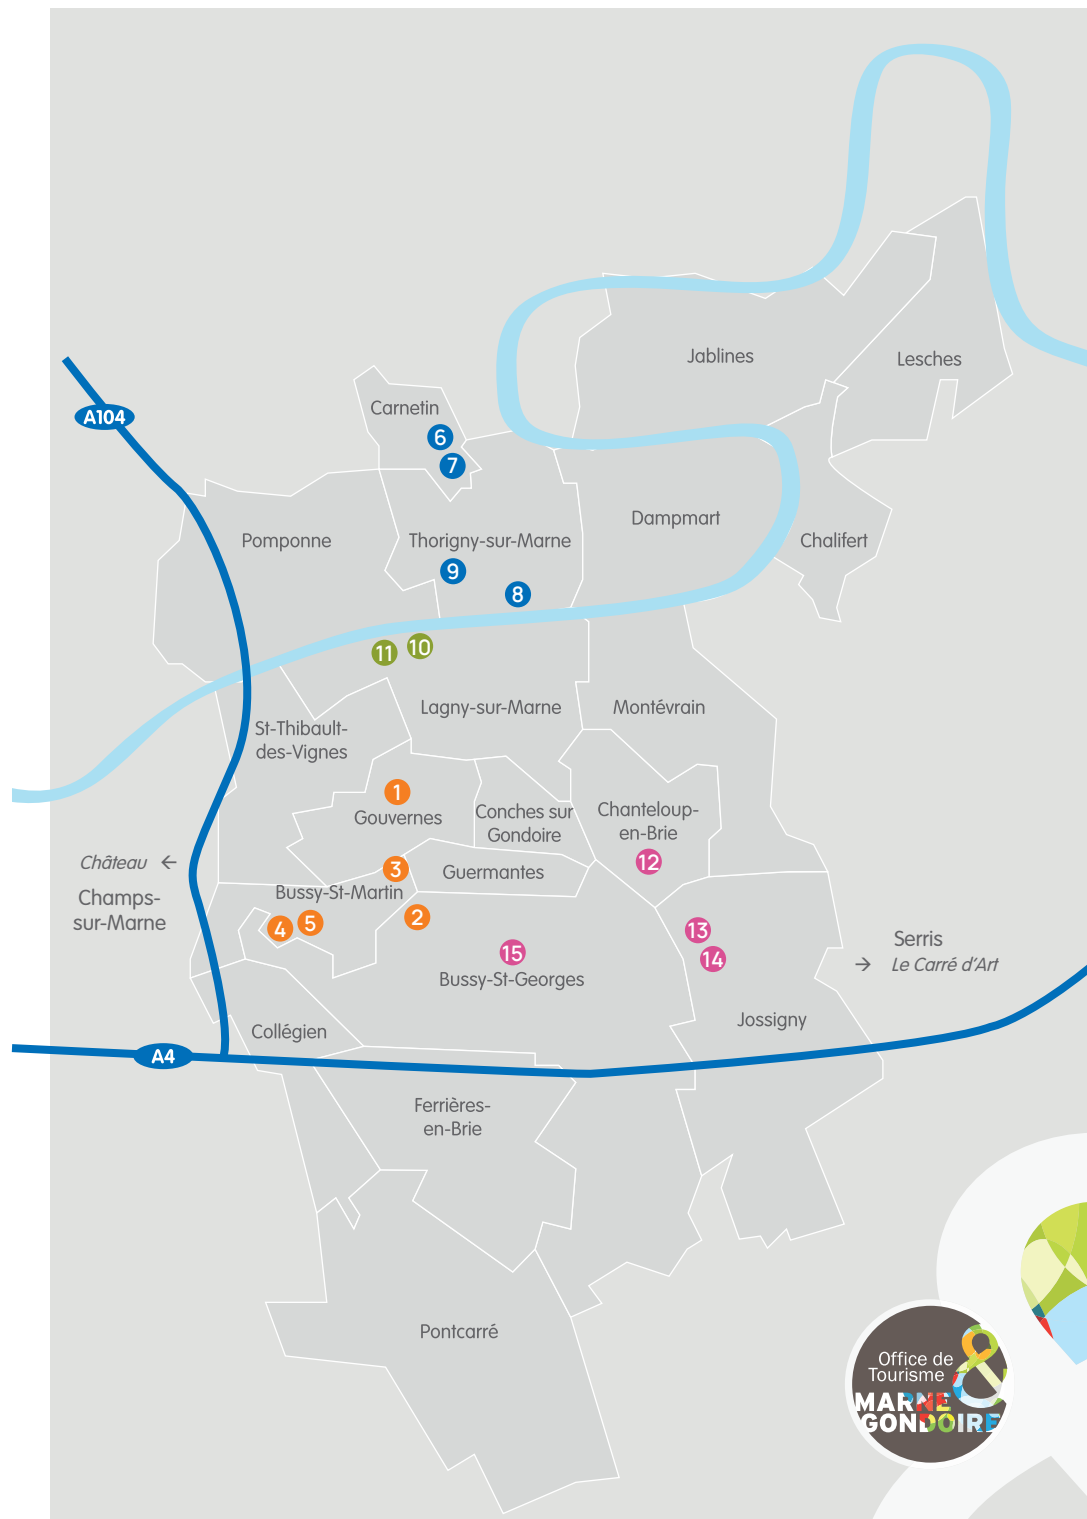 Jablines
Lesches
Carnetin
A104
6
7
Dampmart
Pomponne
Thorigny-sur-Marne
Chalifert
9
8
11
10
Lagny-sur-Marne
Montévrain
St-Thibault-
des-Vignes
1
Gouvernes
Conches sur
Gondoire
Chanteloup-
en-Brie
12
Château ←
Champs-
sur-Marne
3
Guermantes
Bussy-St-Martin
4
5
2
13
14
15
Bussy-St-Georges
Serris
→ Le Carré d'Art
Jossigny
Collégien
A4
Ferrières-
en-Brie
Pontcarré
Office de
Tourisme
&
MARNE
GONDOIRE